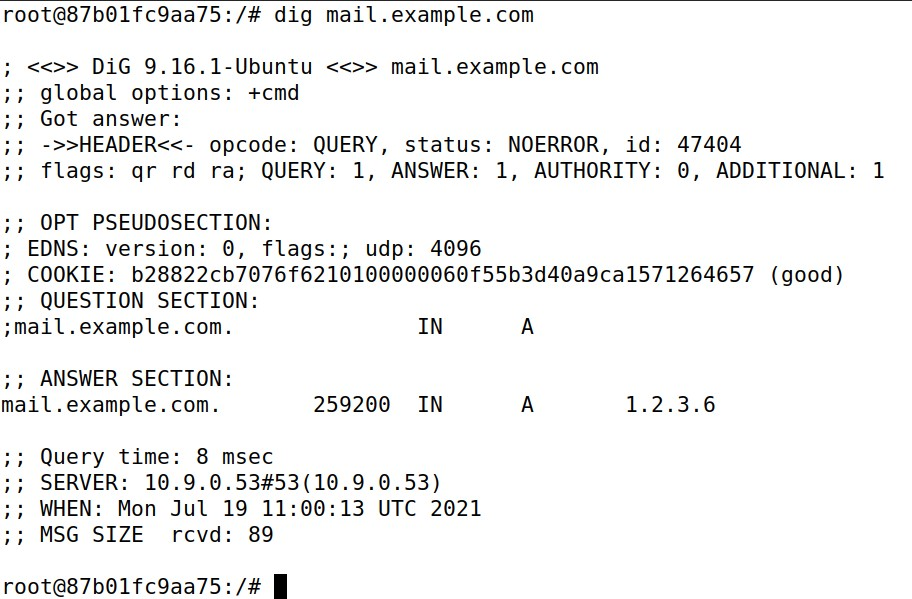 root@87b01fc9aa75:/# dig mail.example.com
; <<>> DiG 9.16.1-Ubuntu <<>> mail.example.com
;; global options: +cmd
;; Got answer:
;; ->>HEADER<<- opcode: QUERY, status: NOERROR, id: 47404
;; flags: qr rd ra; QUERY: 1, ANSWER: 1, AUTHORITY: 0, ADDITIONAL: 1
;; OPT PSEUDOSECTION:
; EDNS: version: 0, flags:; udp: 4096
; COOKIE: b28822cb7076f6210100000060f55b3d40a9ca1571264657 (good)
;; QUESTION SECTION:
;mail.example.com. IN A
;; ANSWER SECTION:
mail.example.com. 259200 IN A 1.2.3.6
;; Query time: 8 msec
;; SERVER: 10.9.0.53#53(10.9.0.53)
;; WHEN: Mon Jul 19 11:00:13 UTC 2021
;; MSG SIZE  rcvd: 89
root@87b01fc9aa75:/#